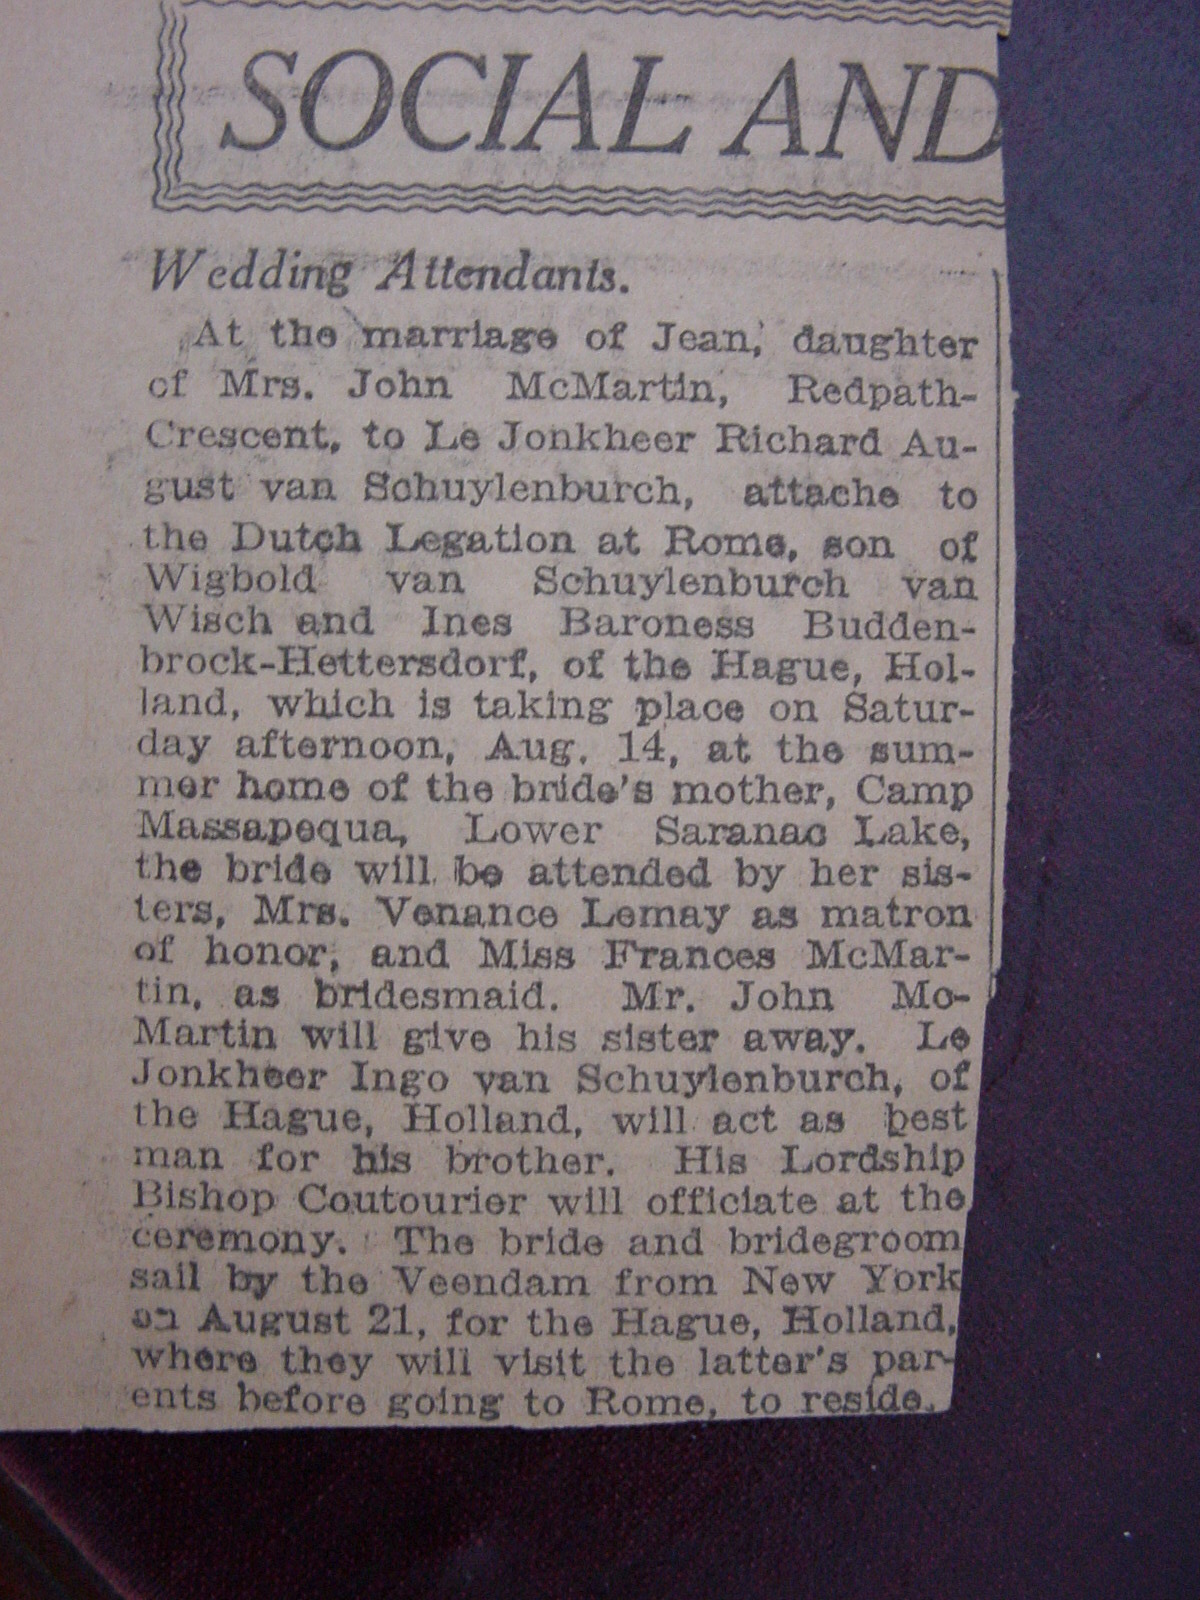 SOCIAL AND
Wedding Attendants.
At the marriage of Jean, daughter
of Mrs. John McMartin, Redpath-
Crescent, to Le Jonkheer Richard Au-
gust van Schuylenburch, attache to
the Dutch Legation at Rome, son of
Wigbold van Schuylenburch van
Wisch and Ines Baroness Budden-
brock-Hettersdorf, of the Hague, Hol-
land, which is taking place on Satur-
day afternoon, Aug. 14, at the sum-
mer home of the bride's mother, Camp
Massapequa, Lower Saranac Lake,
the bride will be attended by her sis-
ters, Mrs. Venance Lemay as matron
of honor, and Miss Frances McMar-
tin, as bridesmaid. Mr. John Mc-
Martin will give his sister away. Le
Jonkheer Ingo van Schuylenburch, of
the Hague, Holland, will act as best
man for his brother. His Lordship
Bishop Coutourier will officiate at the
ceremony. The bride and bridegroom
sail by the Veendam from New York
on August 21, for the Hague, Holland,
where they will visit the latter's par-
ents before going to Rome, to reside.